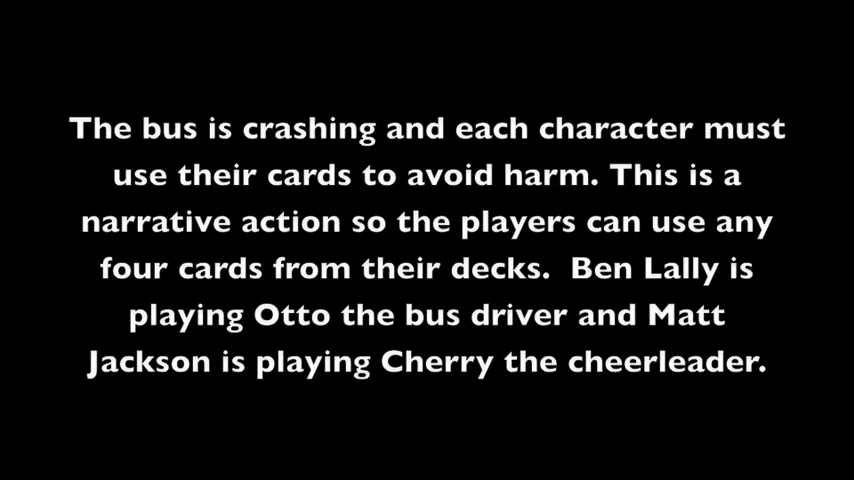 The bus is crashing and each character must
use their cards to avoid harm. This is a
narrative action so the players can use any
four cards from their decks.  Ben Lally is
playing Otto the bus driver and Matt
Jackson is playing Cherry the cheerleader.